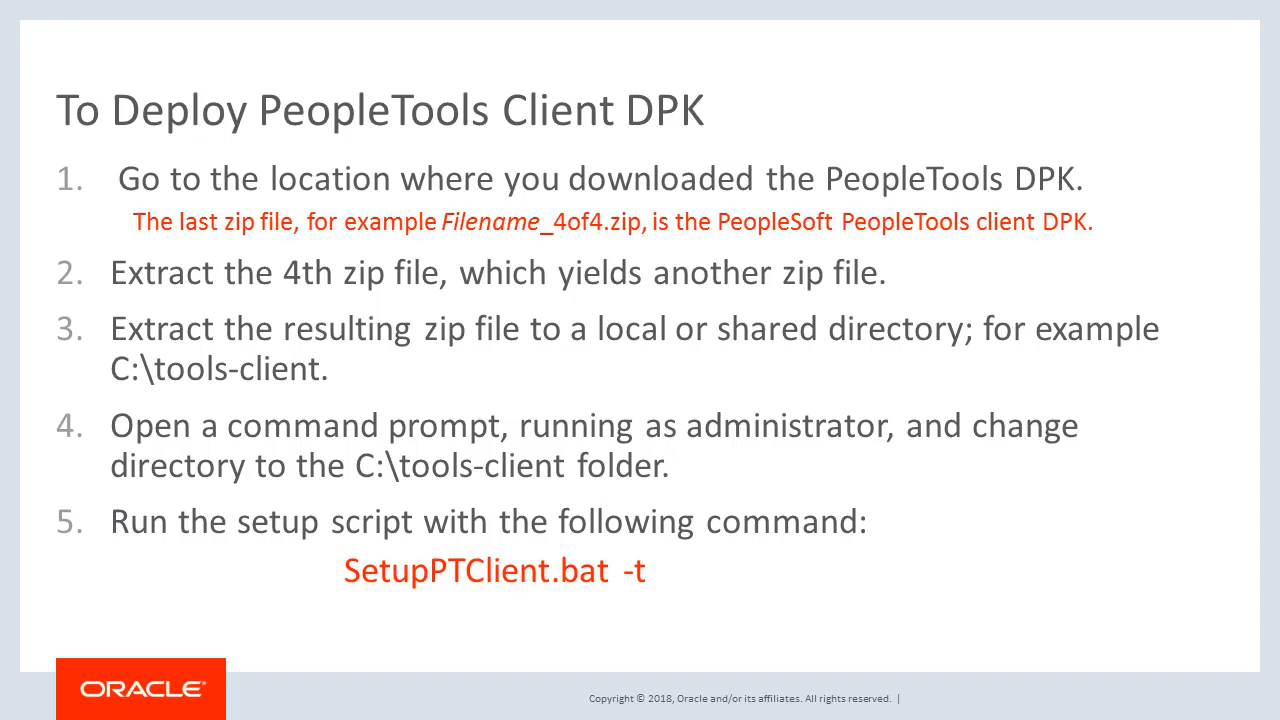 To Deploy PeopleTools Client DPK
1. Go to the location where you downloaded the PeopleTools DPK.
The last zip file, for example Filename_4of4.zip, is the PeopleSoft PeopleTools client DPK.
2. Extract the 4th zip file, which yields another zip file.
3. Extract the resulting zip file to a local or shared directory; for example
C:\tools-client.
4. Open a command prompt, running as administrator, and change
directory to the C:\tools-client folder.
5. Run the setup script with the following command:
SetupPTClient.bat -t
ORACLE®
Copyright © 2018, Oracle and/or its affiliates. All rights reserved. |